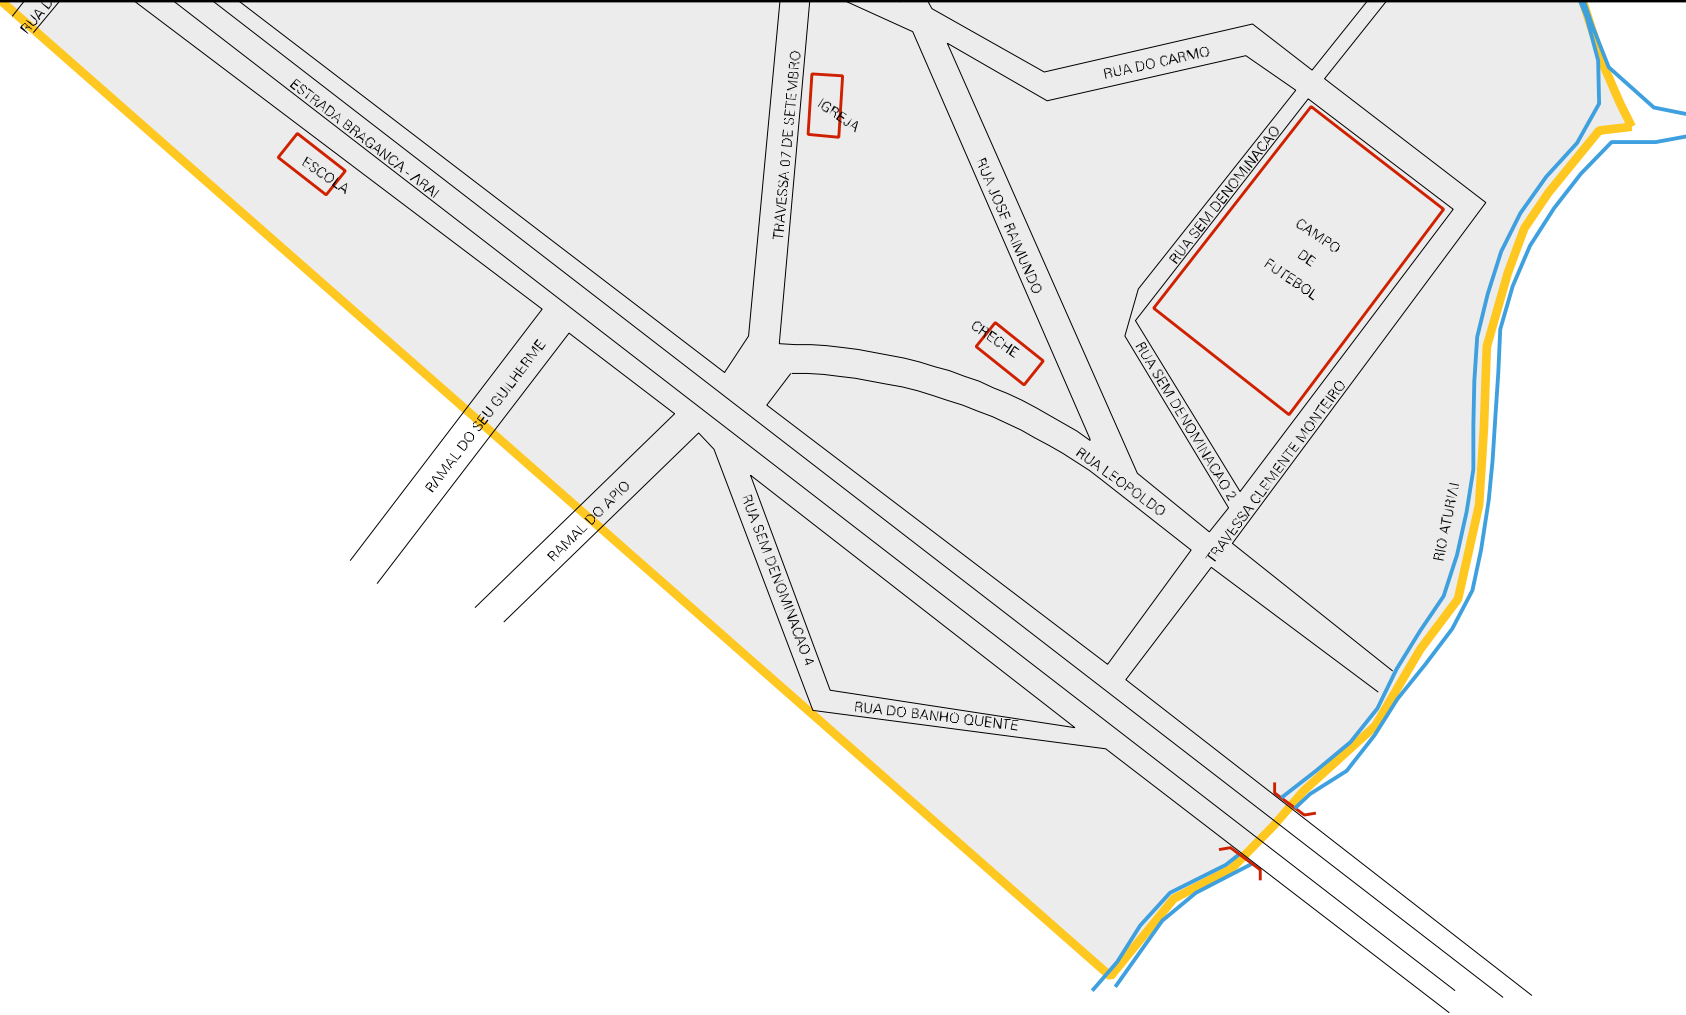 RUA D
RUA DO CARMO
ESTRADA BRAGANCA - ARAI
TRAVESSA 07 DE SETEMBRO
IGREJA
ESCOLA
RUA JOSE RAIMUNDO
RUA SEM DENOMINACAO
CAMPO
DE
FUTEBOL
CRECHE
RAMAL DO SEU GUILHERME
RUA SEM DENOMINACAO 2
TRAVESSA CLEMENTE MONTEIRO
RUA LEOPOLDO
RAMAL DO APIO
RIO ATURIAI
RUA SEM DENOMINACAO 4
RUA DO BANHO QUENTE